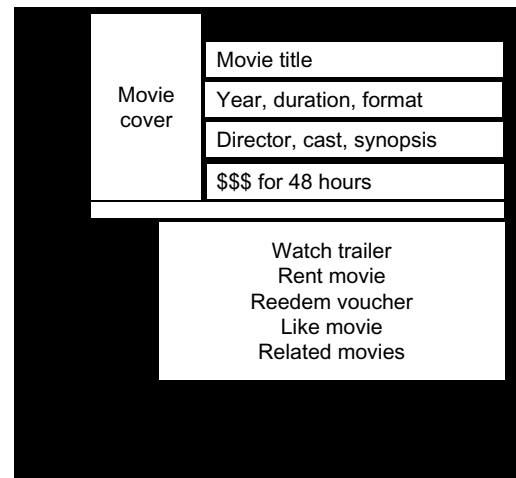 Movie
cover
Movie title
Year, duration, format
Director, cast, synopsis
$$$ for 48 hours
Watch trailer
Rent movie
Reedem voucher
Like movie
Related movies